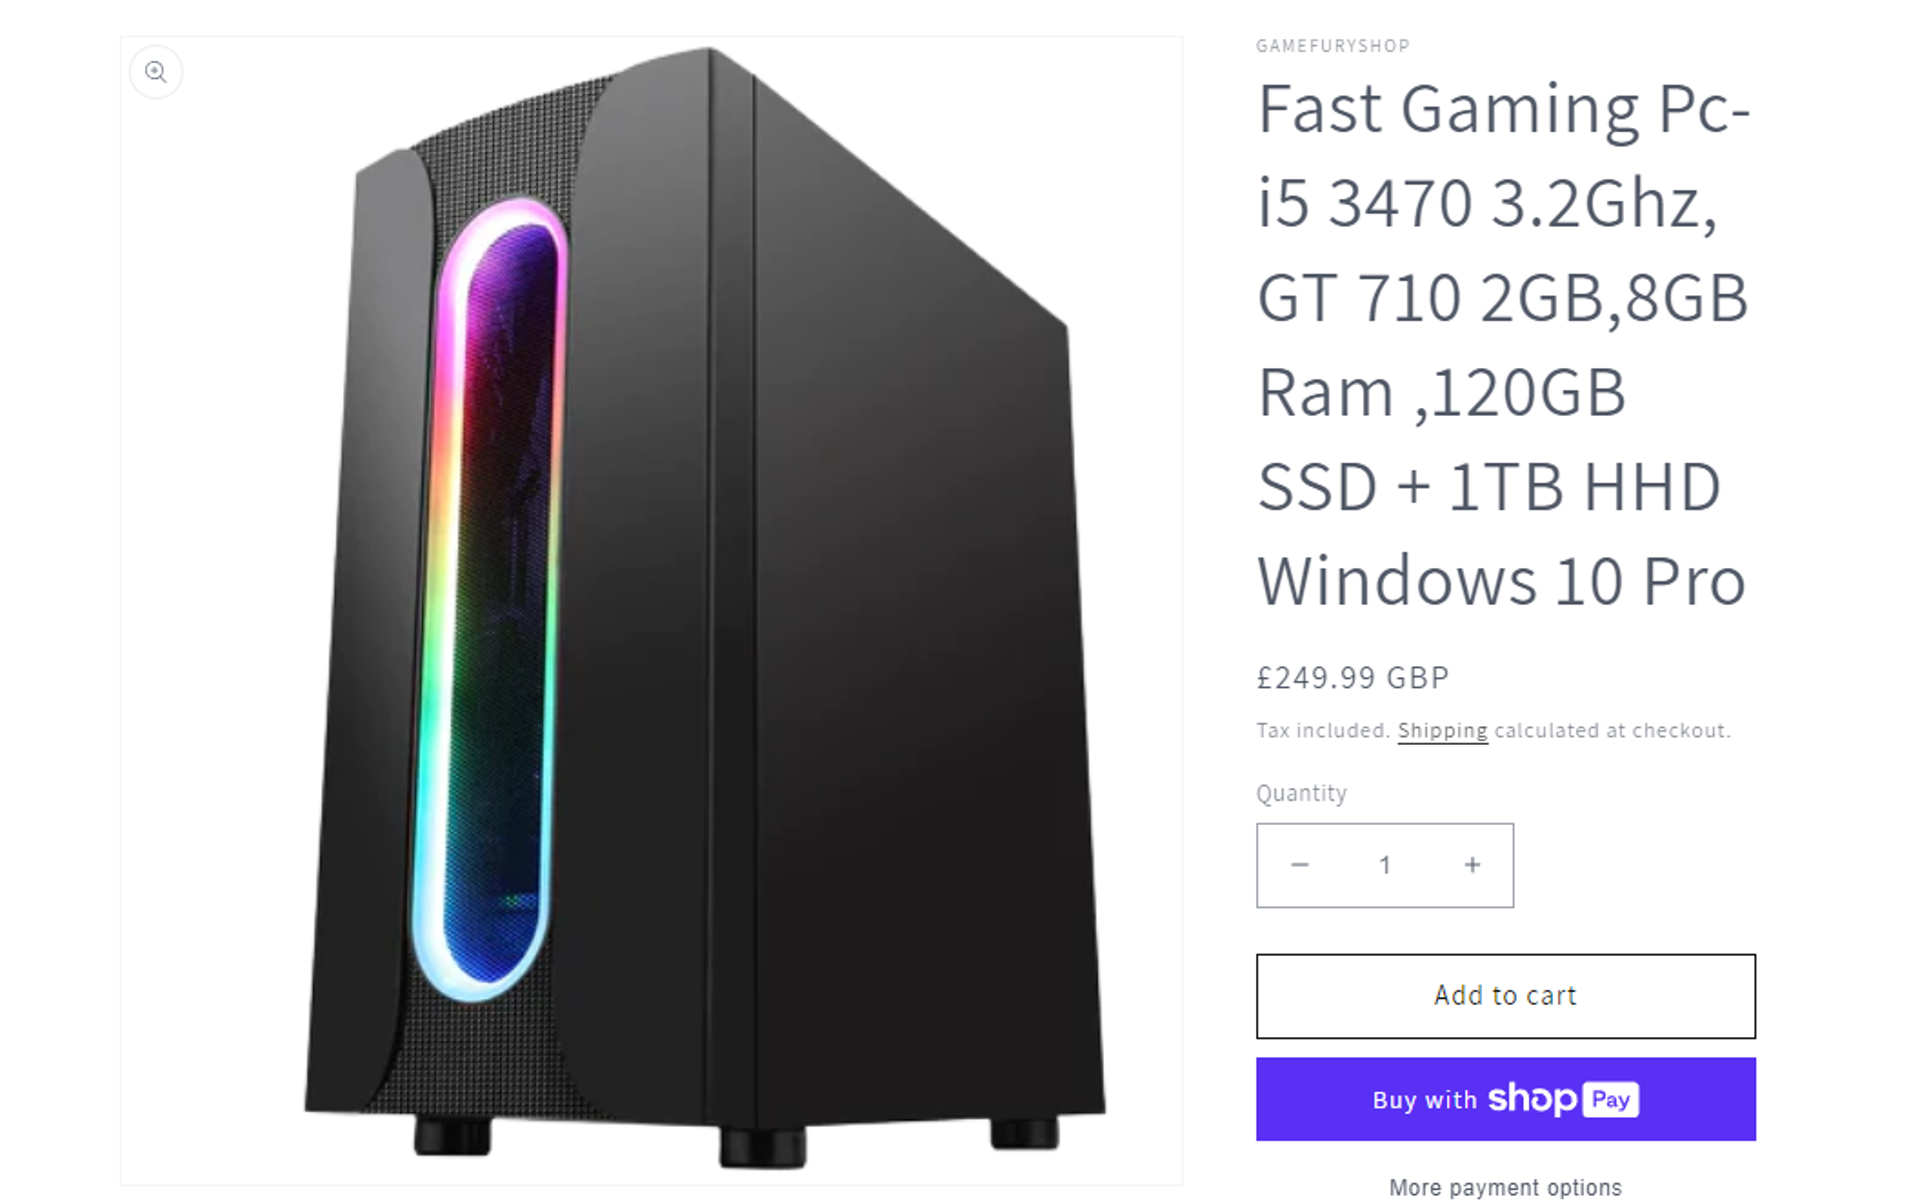 GAMEFURYSHOP
Fast Gaming Pc-
i5 3470 3.2Ghz,
GT 710 2GB,8GB
Ram ,120GB
SSD + 1TB HHD
Windows 10 Pro
£249.99 GBP
Tax included. Shipping calculated at checkout.
Quantity
− 1 +
Add to cart
Buy with shop Pay
More payment options